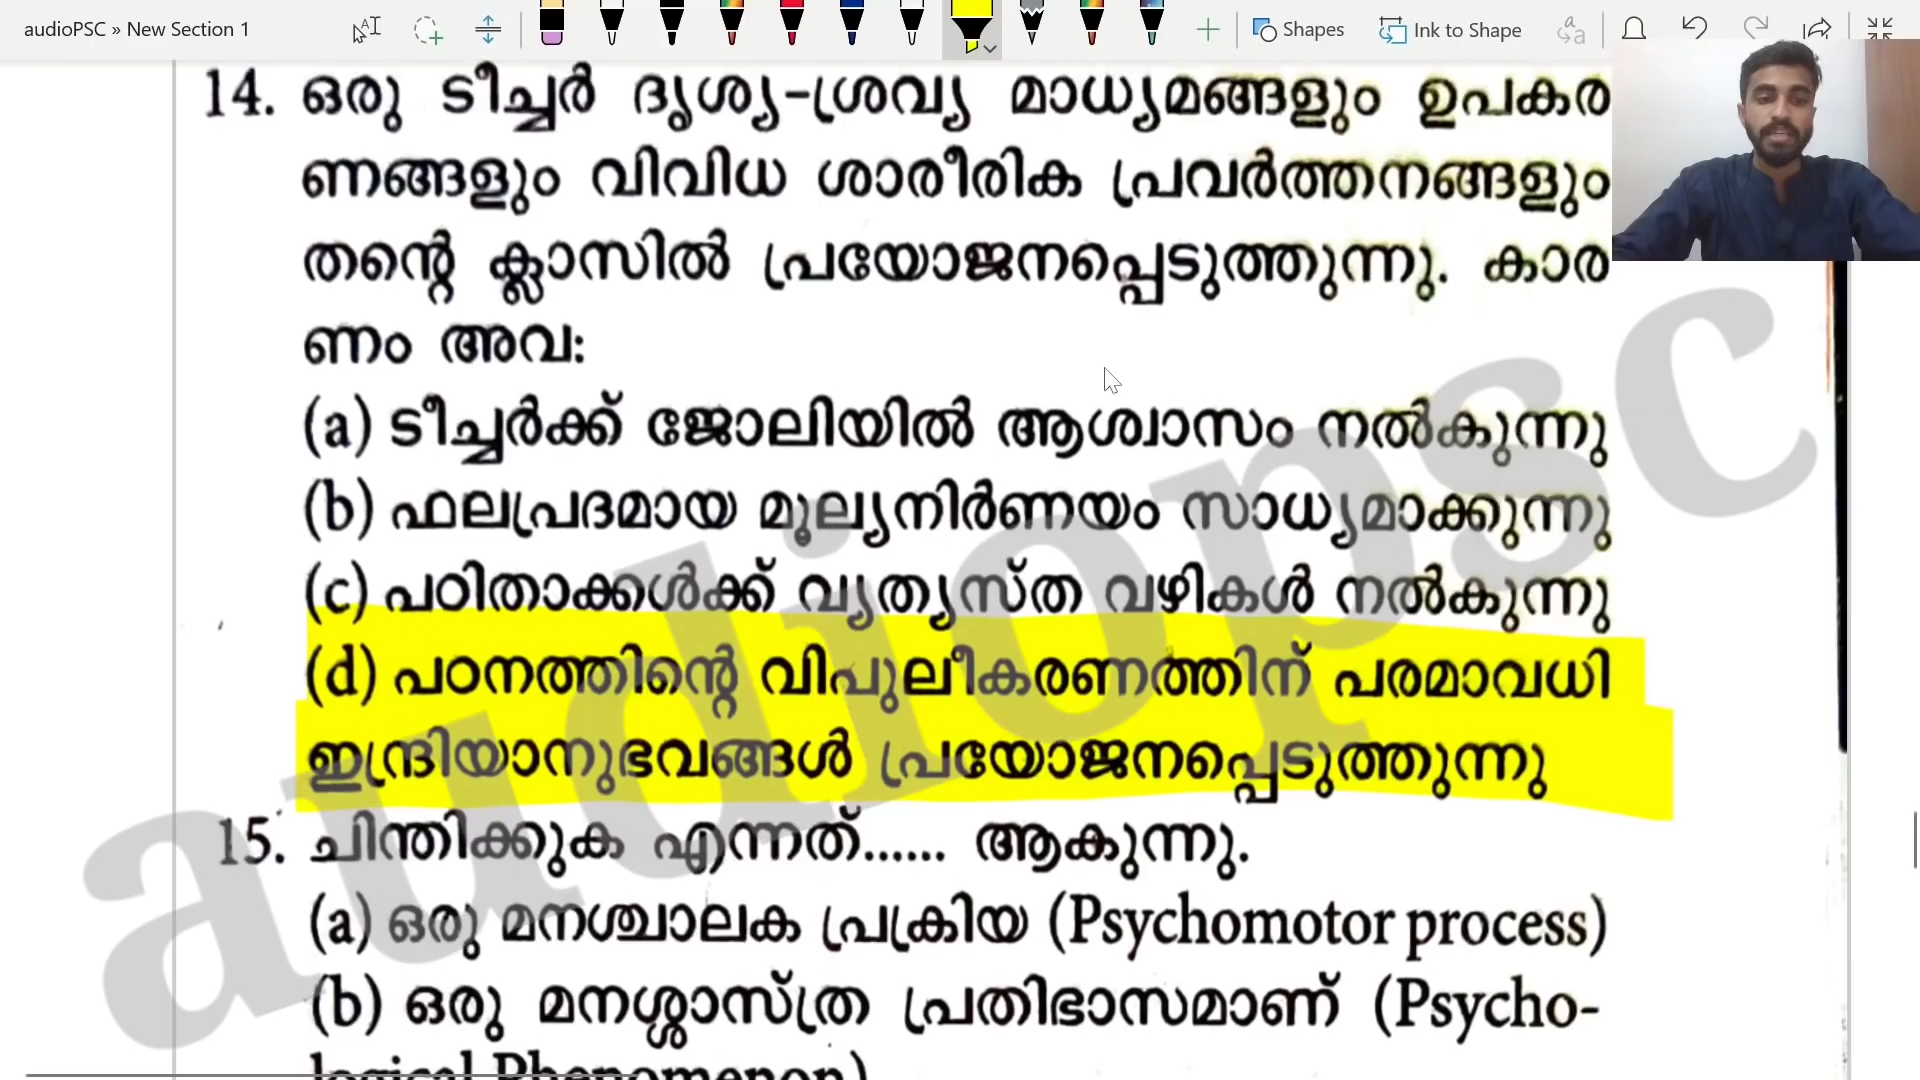 audioPSC » New Section 1
Shapes
Ink to Shape
14. ഒരു ടീച്ചർ ദൃശ്യ-ശ്രവ്യ മാധ്യമങ്ങളും ഉപകര
ണങ്ങളും വിവിധ ശാരീരിക പ്രവർത്തനങ്ങളും
തന്റെ ക്ലാസിൽ പ്രയോജനപ്പെടുത്തുന്നു. കാര
ണം അവ:
(a) ടീച്ചർക്ക് ജോലിയിൽ ആശ്വാസം നൽകുന്നു
(b) ഫലപ്രദമായ മൂല്യനിർണയം സാധ്യമാക്കുന്നു
(c) പഠിതാക്കൾക്ക് വ്യത്യസ്ത വഴികൾ നൽകുന്നു
(d) പഠനത്തിന്റെ വിപുലീകരണത്തിന് പരമാവധി
ഇന്ദ്രിയാനുഭവങ്ങൾ പ്രയോജനപ്പെടുത്തുന്നു
15. ചിന്തിക്കുക എന്നത്...... ആകുന്നു.
(a) ഒരു മനശ്ചാലക പ്രക്രിയ (Psychomotor process)
(b) ഒരു മനശ്ശാസ്ത്ര പ്രതിഭാസമാണ് (Psycho-
logical Phenomenon)
audiopsc